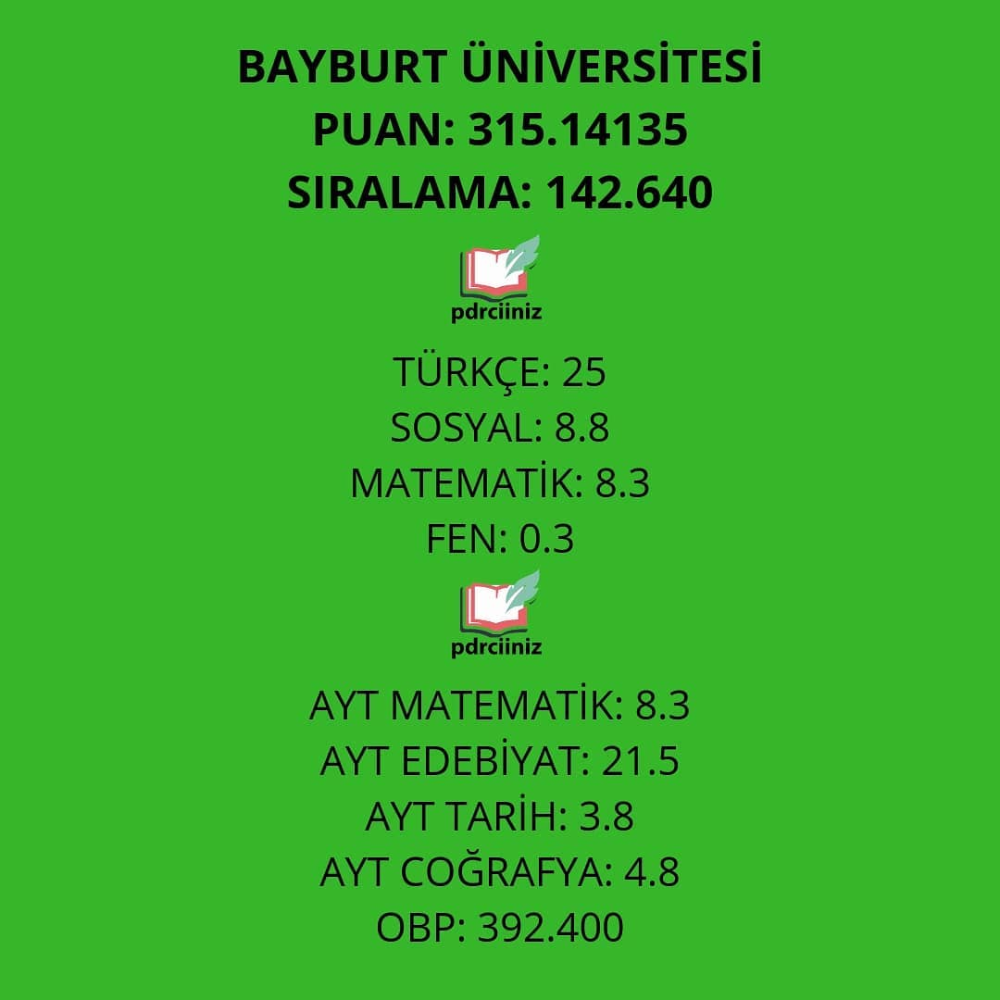 BAYBURT ÜNİVERSİTESİ
PUAN: 315.14135
SIRALAMA: 142.640
pdrciiniz
TÜRKÇE: 25
SOSYAL: 8.8
MATEMATİK: 8.3
FEN: 0.3
pdrciiniz
AYT MATEMATİK: 8.3
AYT EDEBİYAT: 21.5
AYT TARİH: 3.8
AYT COĞRAFYA: 4.8
OBP: 392.400